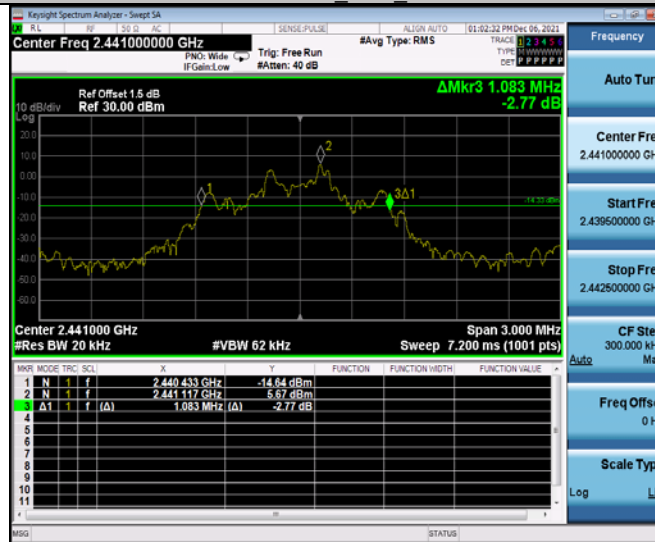 Keysight Spectrum Analyzer - Swept SA
RL RF 50 Ω AC SENSE:PULSE ALIGN AUTO 01:02:32 PM Dec 06, 2021
Center Freq 2.441000000 GHz
PNO: Wide
IFGain:Low
Trig: Free Run
#Atten: 40 dB
#Avg Type: RMS
TRACE 1 2 3 4 5 6
TYPE M W W W W W
DET P P P P P P
ΔMkr3 1.083 MHz
-2.77 dB
Ref Offset 1.5 dB
10 dB/div Ref 30.00 dBm
Log
20.0
10.0
0.00
-10.0
-20.0
-30.0
-40.0
-50.0
-60.0
1
2
3Δ1
-14.33 dBm
Center 2.441000 GHz Span 3.000 MHz
#Res BW 20 kHz #VBW 62 kHz Sweep 7.200 ms (1001 pts)
MKR MODE TRC SCL X Y FUNCTION FUNCTION WIDTH FUNCTION VALUE
1 N 1 f 2.440 433 GHz -14.64 dBm
2 N 1 f 2.441 117 GHz 5.67 dBm
3 Δ1 1 f (Δ) 1.083 MHz (Δ) -2.77 dB
4
5
6
7
8
9
10
11
MSG STATUS
Frequency
Auto Tun
Center Fre
2.441000000 GH
Start Fre
2.439500000 GH
Stop Fre
2.442500000 GH
CF Ste
300.000 kH
Auto Ma
Freq Offse
0 H
Scale Typ
Log L